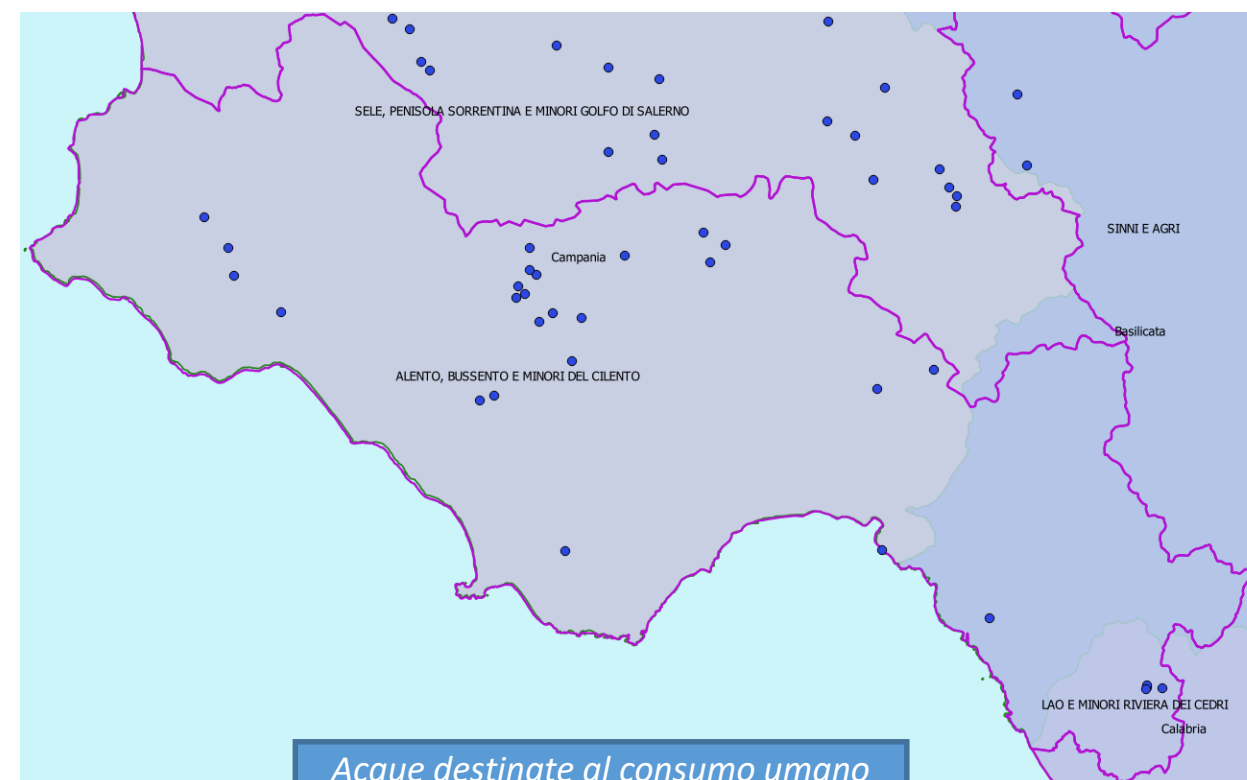 SELE, PENISOLA SORRENTINA E MINORI GOLFO DI SALERNO
SINNI E AGRI
Campania
Basilicata
ALENTO, BUSSENTO E MINORI DEL CILENTO
LAO E MINORI RIVIERA DEI CEDRI
Calabria
Acque destinate al consumo umano